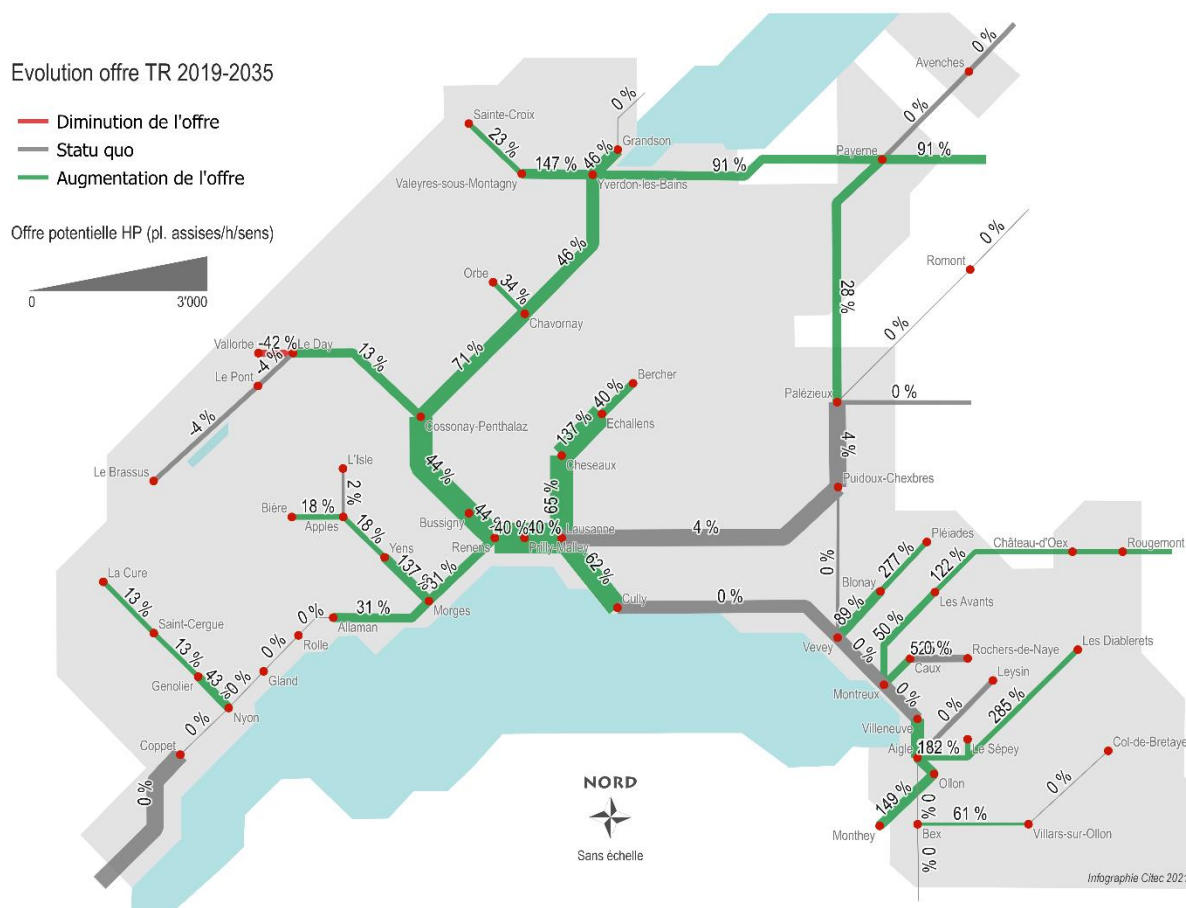 Evolution offre TR 2019-2035
Diminution de l'offre
Statu quo
Augmentation de l'offre
Offre potentielle HP (pl. assises/h/sens)
0
3'000
0 %
Avenches
0 %
Payerne
91 %
91 %
Sainte-Croix
23 %
147 %
Valeyres-sous-Montagny
0 %
Grandson
46 %
Yverdon-les-Bains
46 %
Orbe
34 %
Chavornay
71 %
28 %
0 %
Romont
0 %
Palézieux
0 %
Vallorbe
-42 %
Le Day
-4 %
Le Pont
-4 %
Le Brassus
13 %
Cossonay-Penthalaz
Bercher
40 %
Echallens
137 %
Cheseaux
65 %
4 %
Puidoux-Chexbres
44 %
Bussigny
44 %
Renens
40 %
40 %
Prilly-Malley
Lausanne
4 %
L'Isle
2 %
Bière
18 %
Apples
18 %
Yens
137 %
31 %
Morges
62 %
Cully
0 %
0 %
La Cure
13 %
Saint-Cergue
13 %
Genolier
43 %
Nyon
0 %
Gland
0 %
Rolle
0 %
Allaman
31 %
0 %
Coppet
0 %
Pléiades
277 %
Blonay
89 %
Vevey
0 %
Château-d'Oex
Rougemont
122 %
Les Avants
50 %
Caux
Rochers-de-Naye
Montreux
0 %
Villeneuve
Leysin
0 %
Les Diablerets
285 %
Aigle
182 %
Le Sépey
Ollon
149 %
Monthey
0 %
Bex
0 %
61 %
Villars-sur-Ollon
0 %
Col-de-Bretaye
NORD
Sans échelle
Infographie Citec 2021